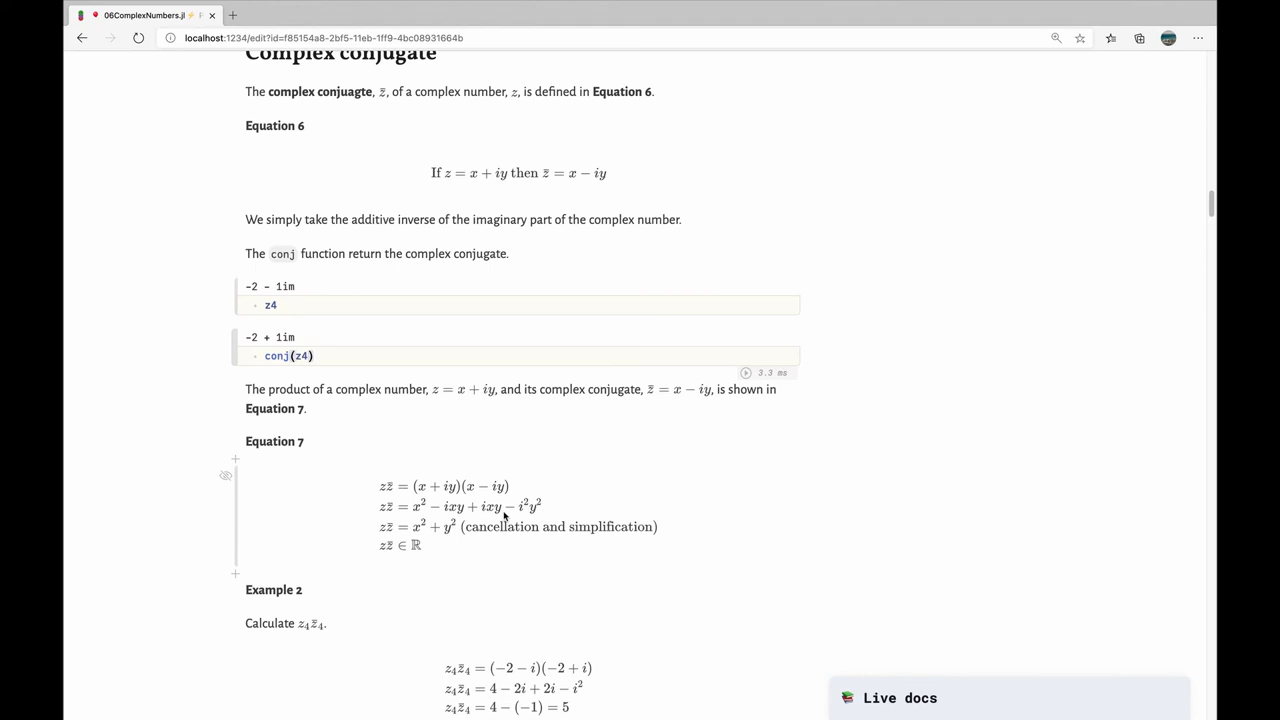 06ComplexNumbers.jl
localhost:1234/edit?id=f85154a8-2bf5-11eb-1ff9-4bc08931664b
Complex conjugate
The complex conjuagte, z̄, of a complex number, z, is defined in Equation 6.
Equation 6
If z = x + iy then z̄ = x − iy
We simply take the additive inverse of the imaginary part of the complex number.
The conj function return the complex conjugate.
-2 - 1im
z4
-2 + 1im
conj(z4)
3.3 ms
The product of a complex number, z = x + iy, and its complex conjugate, z̄ = x − iy, is shown in
Equation 7.
Equation 7
zz̄ = (x + iy)(x − iy)
zz̄ = x² − ixy + ixy − i²y²
zz̄ = x² + y² (cancellation and simplification)
zz̄ ∈ ℝ
Example 2
Calculate z₄z̄₄.
z₄z̄₄ = (−2 − i)(−2 + i)
z₄z̄₄ = 4 − 2i + 2i − i²
z₄z̄₄ = 4 − (−1) = 5
Live docs